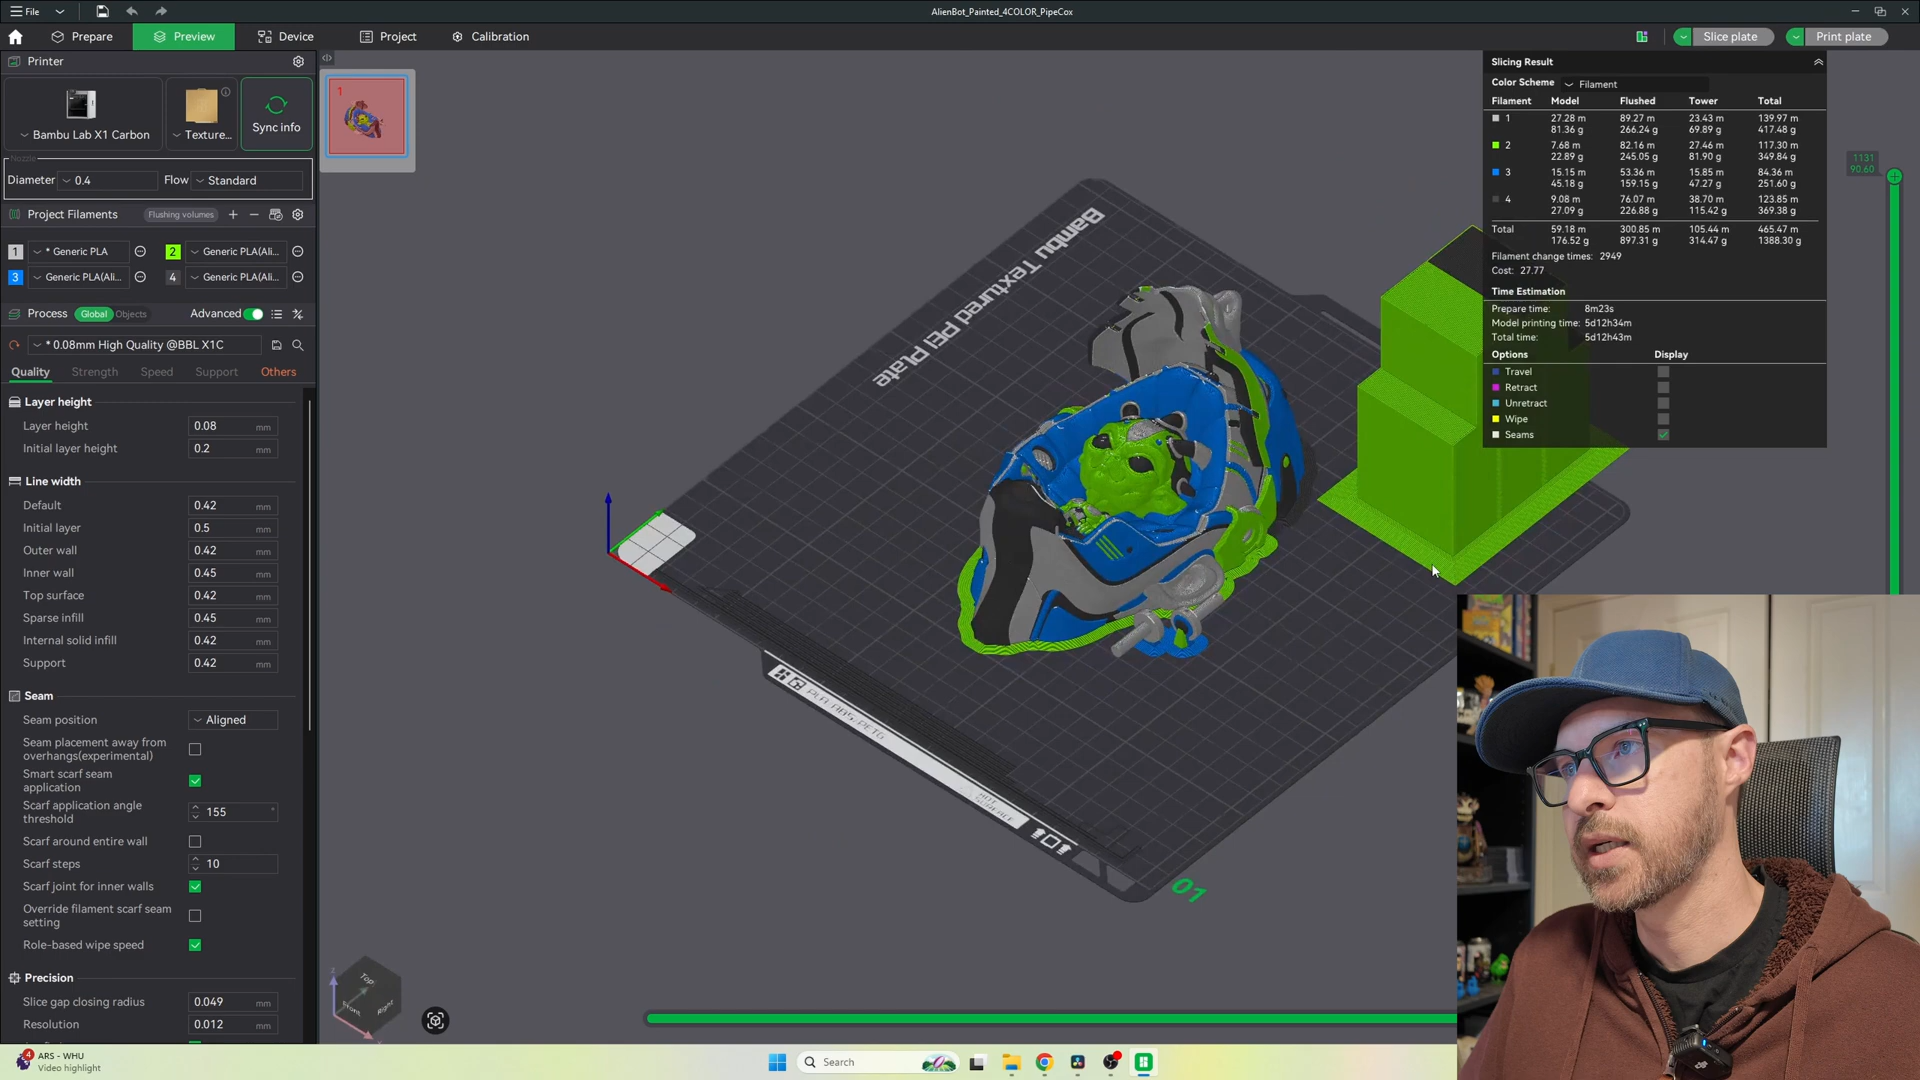 File
AlienBot_Painted_4COLOR_PipeCox
Prepare
Preview
Device
Project
Calibration
Slice plate
Print plate
Printer
Bambu Lab X1 Carbon
Texture...
Sync info
Nozzle
Diameter
0.4
Flow
Standard
Project Filaments
Flushing volumes
1
* Generic PLA
2
Generic PLA(Ali...
3
Generic PLA(Ali...
4
Generic PLA(Ali...
Process
Global
Objects
Advanced
* 0.08mm High Quality @BBL X1C
Quality
Strength
Speed
Support
Others
Layer height
Layer height 0.08 mm
Initial layer height 0.2 mm
Line width
Default 0.42 mm
Initial layer 0.5 mm
Outer wall 0.42 mm
Inner wall 0.45 mm
Top surface 0.42 mm
Sparse infill 0.45 mm
Internal solid infill 0.42 mm
Support 0.42 mm
Seam
Seam position Aligned
Seam placement away from
overhangs(experimental)
Smart scarf seam
application
Scarf application angle
threshold
155 °
Scarf around entire wall
Scarf steps 10
Scarf joint for inner walls
Override filament scarf seam
setting
Role-based wipe speed
Precision
Slice gap closing radius 0.049 mm
Resolution 0.012 mm
1
Bambu Textured PEI Plate
PLA/ABS/PETG
HOT
SURFACE
01
Top
Front
Right
Slicing Result
Color Scheme Filament
Filament Model Flushed Tower Total
1 27.28 m 89.27 m 23.43 m 139.97 m
81.36 g 266.24 g 69.89 g 417.48 g
2 7.68 m 82.16 m 27.46 m 117.30 m
22.89 g 245.05 g 81.90 g 349.84 g
3 15.15 m 53.36 m 15.85 m 84.36 m
45.18 g 159.15 g 47.27 g 251.60 g
4 9.08 m 76.07 m 38.70 m 123.85 m
27.09 g 226.88 g 115.42 g 369.38 g
Total 59.18 m 300.85 m 105.44 m 465.47 m
176.52 g 897.31 g 314.47 g 1388.30 g
Filament change times: 2949
Cost: 27.77
Time Estimation
Prepare time: 8m23s
Model printing time: 5d12h34m
Total time: 5d12h43m
Options Display
Travel
Retract
Unretract
Wipe
Seams
1131
90.60
4
ARS - WHU
Video highlight
Search